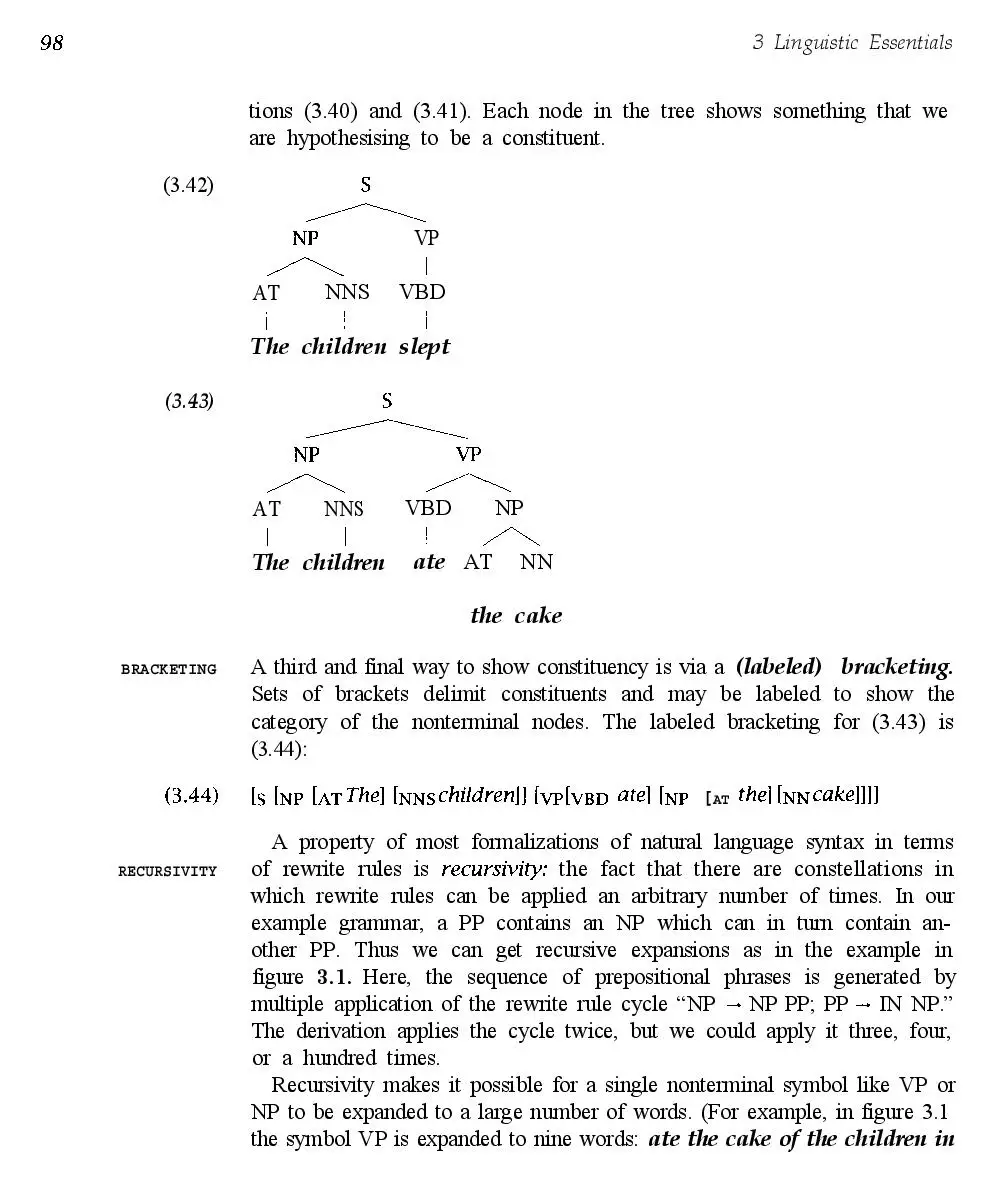 98
3 Linguistic Essentials
tions (3.40) and (3.41). Each node in the tree shows something that we
are hypothesising to be a constituent.
(3.42)
S
NP VP
AT NNS VBD
The children slept
(3.43)
S
NP VP
AT NNS VBD NP
The children ate AT NN
the cake
BRACKETING
A third and final way to show constituency is via a (labeled) bracketing.
Sets of brackets delimit constituents and may be labeled to show the
category of the nonterminal nodes. The labeled bracketing for (3.43) is
(3.44):
(3.44) [S [NP [AT The] [NNS children]] [VP [VBD ate] [NP [AT the] [NN cake]]]]
A property of most formalizations of natural language syntax in terms
RECURSIVITY
of rewrite rules is recursivity: the fact that there are constellations in
which rewrite rules can be applied an arbitrary number of times. In our
example grammar, a PP contains an NP which can in turn contain an-
other PP. Thus we can get recursive expansions as in the example in
figure 3.1. Here, the sequence of prepositional phrases is generated by
multiple application of the rewrite rule cycle “NP → NP PP; PP → IN NP.”
The derivation applies the cycle twice, but we could apply it three, four,
or a hundred times.
Recursivity makes it possible for a single nonterminal symbol like VP or
NP to be expanded to a large number of words. (For example, in figure 3.1
the symbol VP is expanded to nine words: ate the cake of the children in